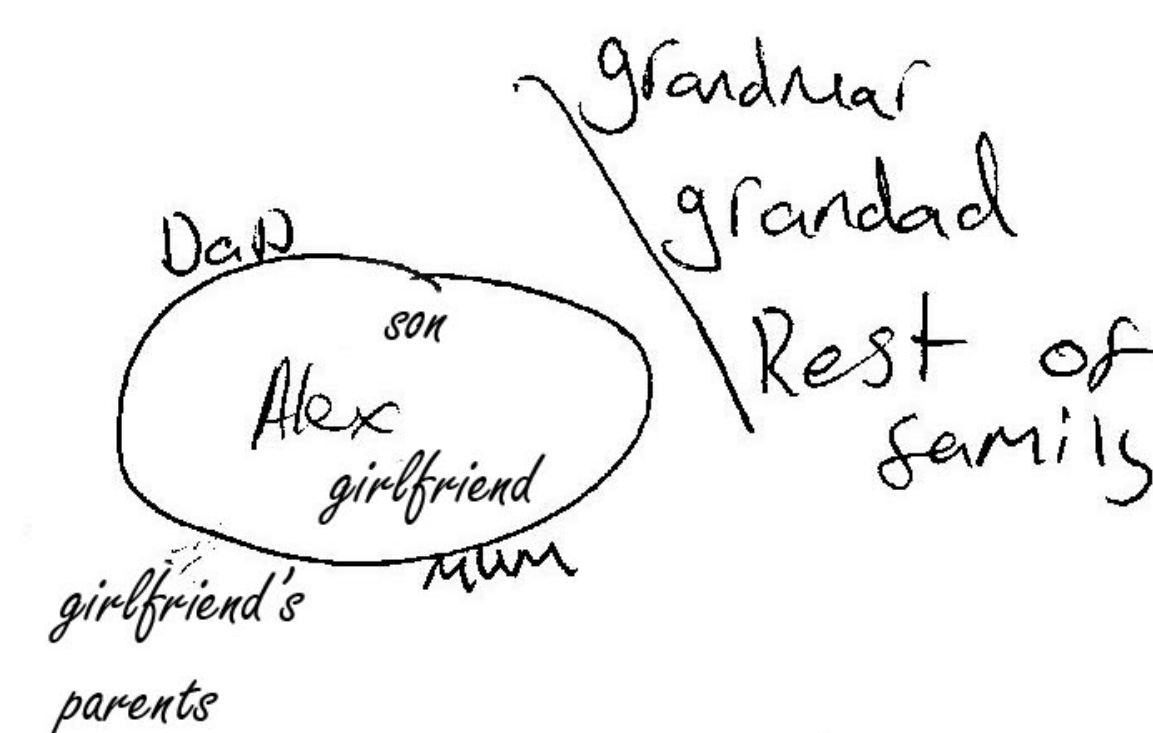 grandmar
grandad
Dad
son
Rest of
family
Alex
girlfriend
mum
girlfriend's
parents